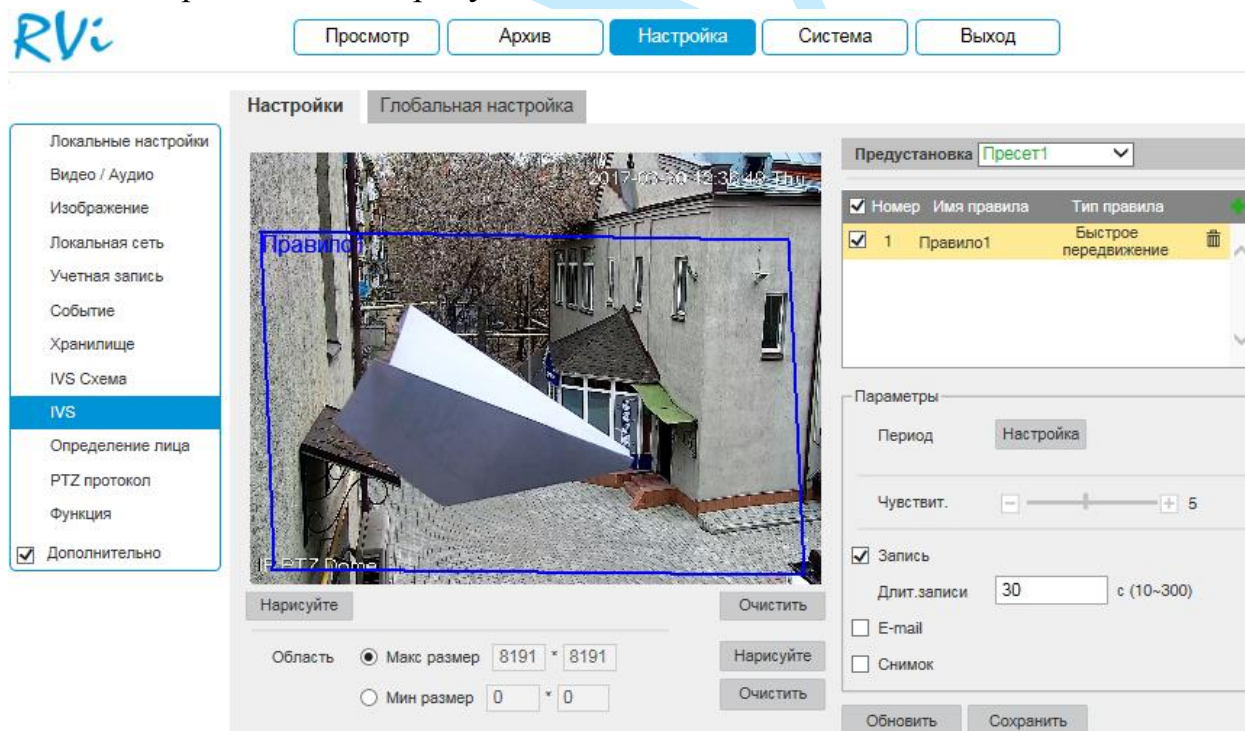 RVi
Просмотр Архив Настройка Система Выход
Настройки Глобальная настройка
Локальные настройки
Видео / Аудио
Изображение
Локальная сеть
Учетная запись
Событие
Хранилище
IVS Схема
IVS
Определение лица
PTZ протокол
Функция
Дополнительно
Правило1
IP PTZ Dome
Нарисуйте Очистить
Область Макс размер 8191 * 8191 Нарисуйте
Мин размер 0 * 0 Очистить
Предустановка Пресет1
Номер Имя правила Тип правила
1 Правило1 Быстрое
передвижение
Параметры
Период Настройка
Чувствит. 5
Запись
Длит.записи 30 с (10~300)
E-mail
Снимок
Обновить Сохранить